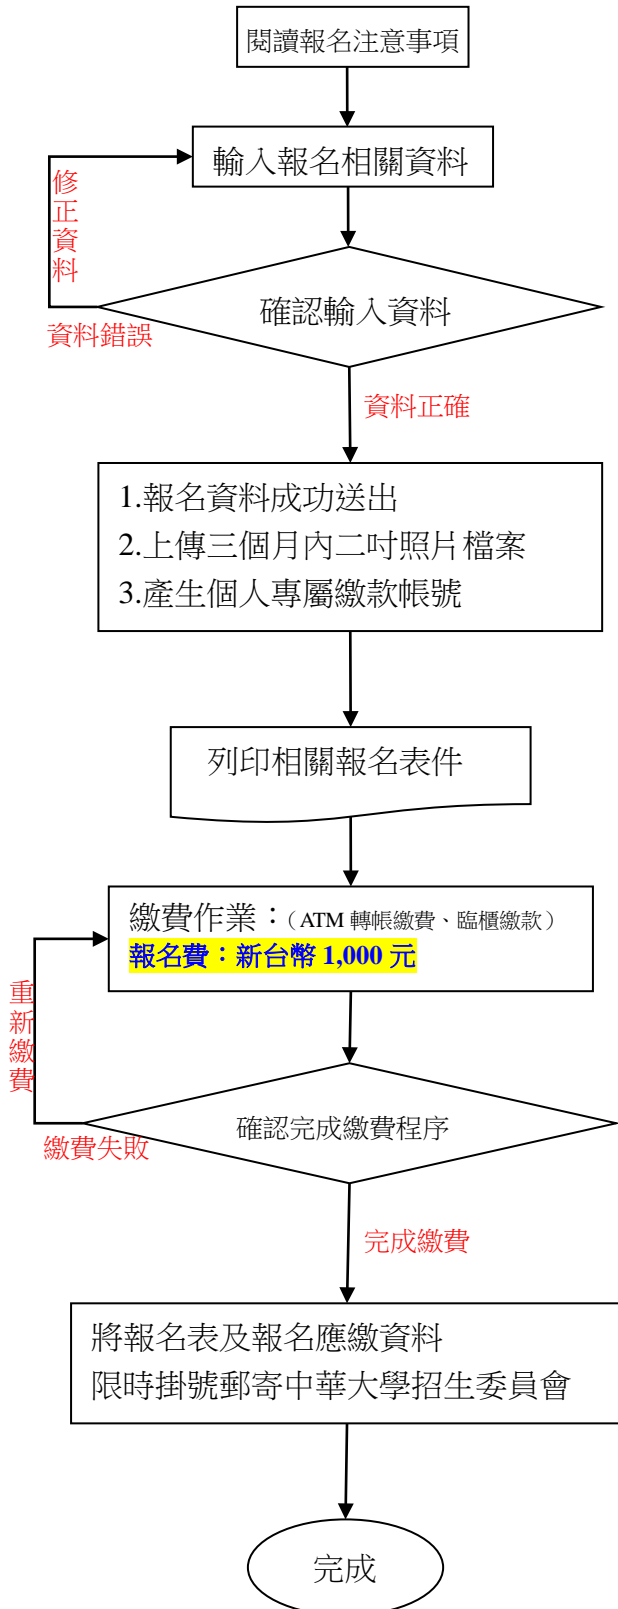 閱讀報名注意事項
輸入報名相關資料
修正資料
確認輸入資料
資料錯誤
資料正確
1.報名資料成功送出
2.上傳三個月內二吋照片檔案
3.產生個人專屬繳款帳號
列印相關報名表件
繳費作業：（ATM 轉帳繳費、臨櫃繳款）
報名費：新台幣 1,000 元
重新繳費
確認完成繳費程序
繳費失敗
完成繳費
將報名表及報名應繳資料
限時掛號郵寄中華大學招生委員會
完成